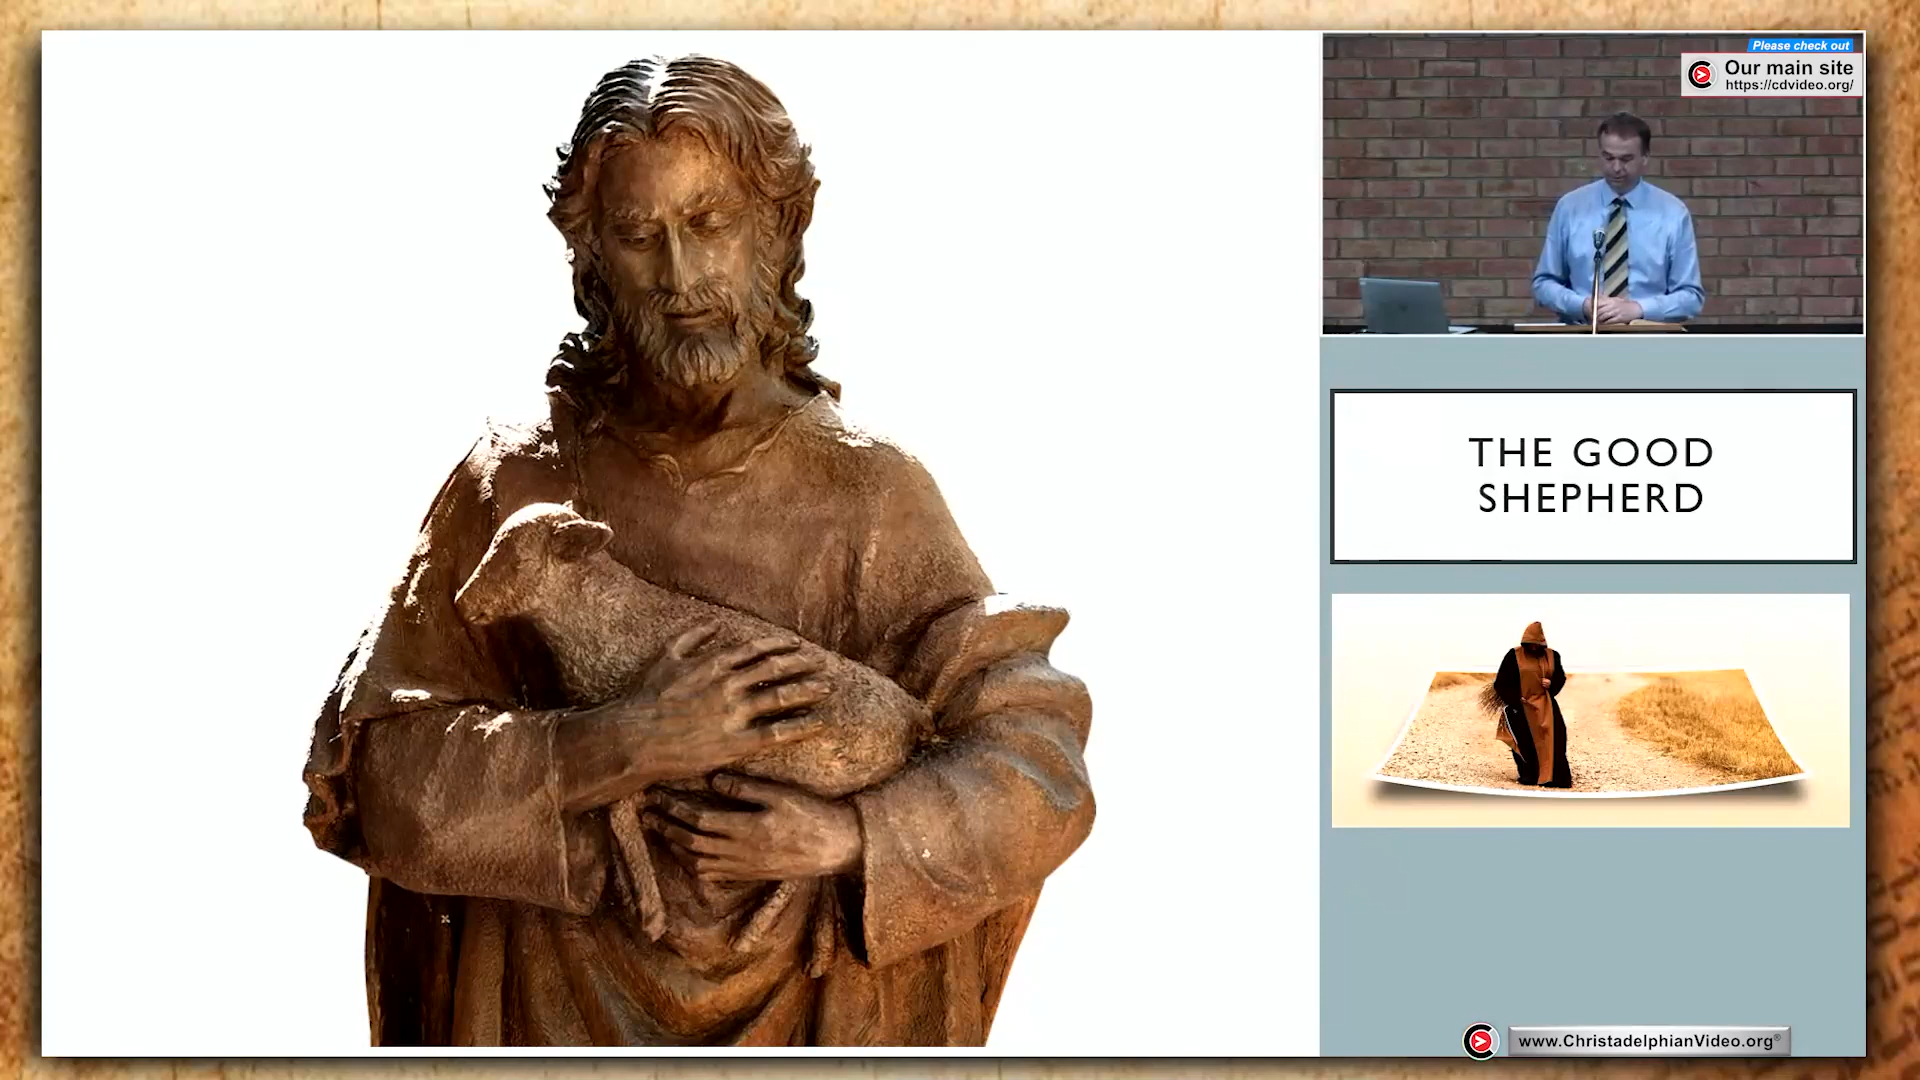 Please check out
Our main site
https://cdvideo.org/
THE GOOD
SHEPHERD
www.ChristadelphianVideo.org®